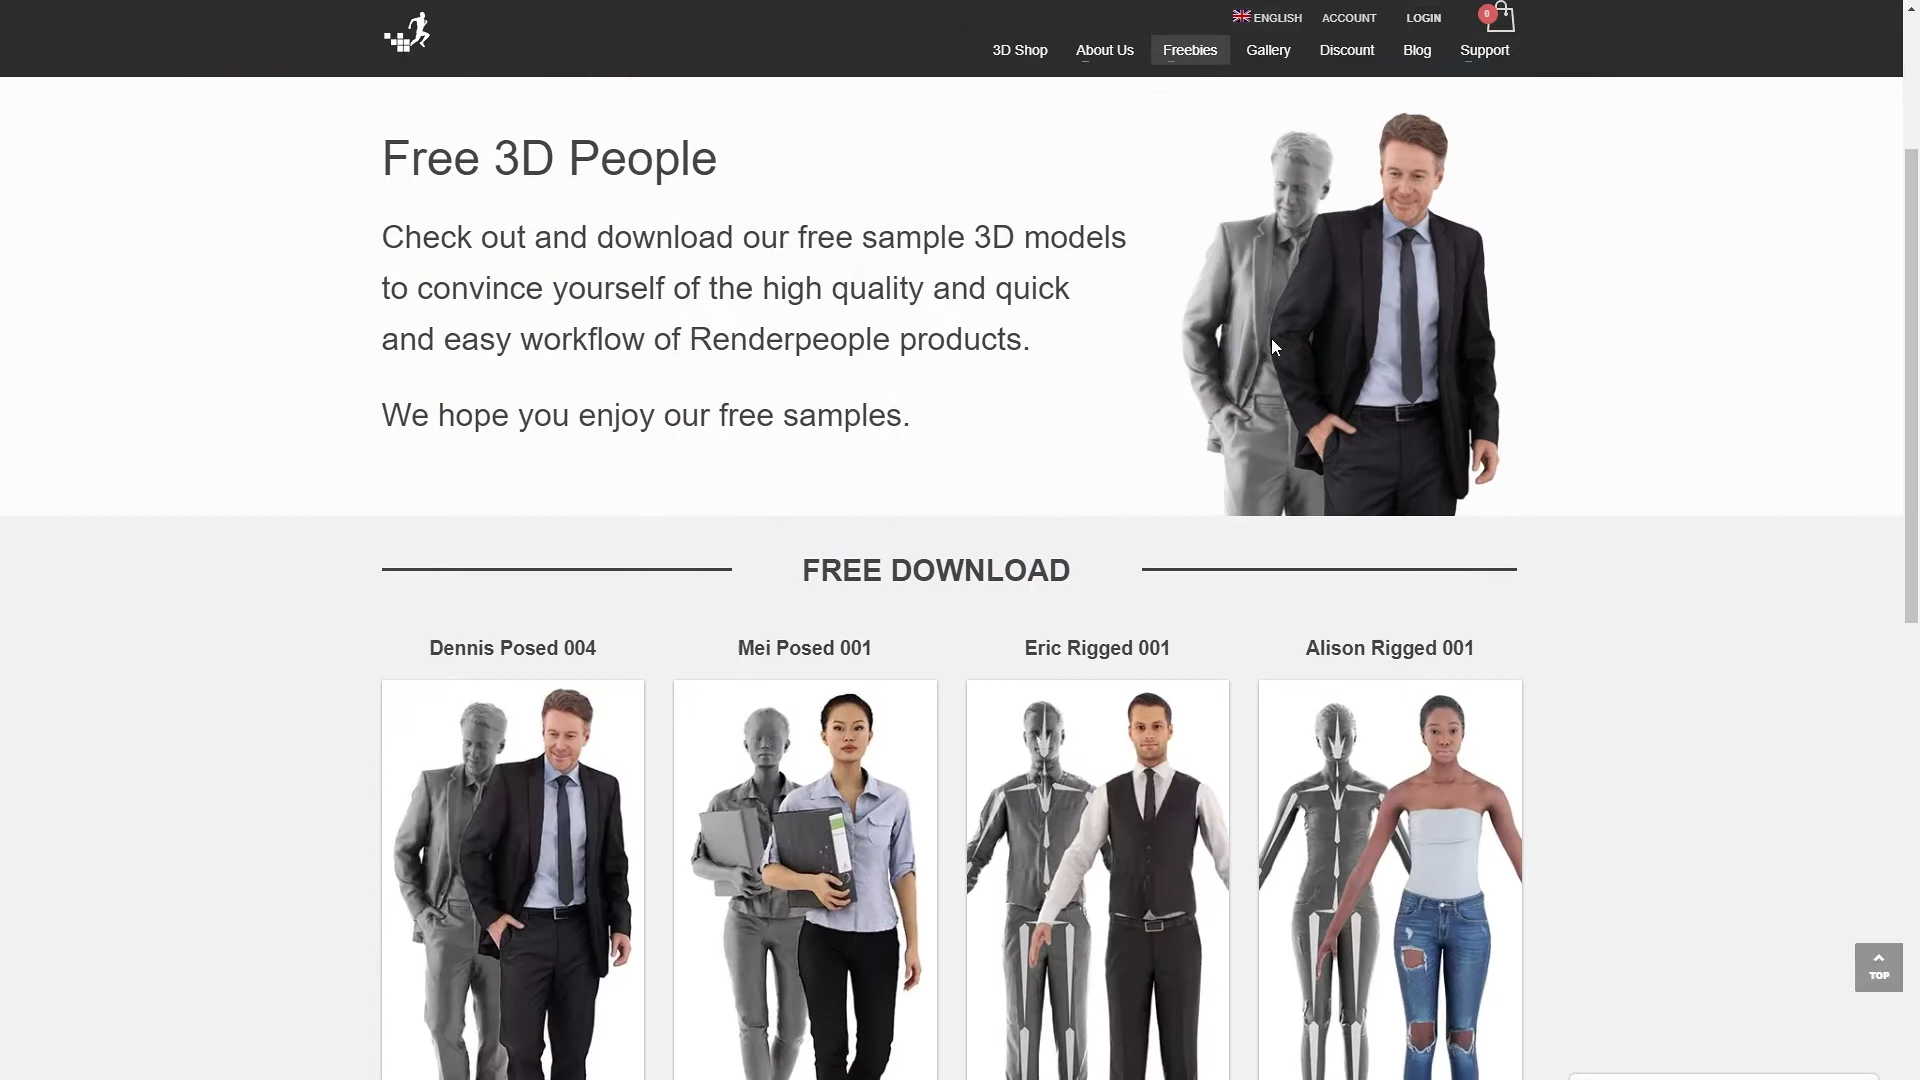 ENGLISH ACCOUNT LOGIN 0
3D Shop About Us Freebies Gallery Discount Blog Support
Free 3D People
Check out and download our free sample 3D models
to convince yourself of the high quality and quick
and easy workflow of Renderpeople products.
We hope you enjoy our free samples.
FREE DOWNLOAD
Dennis Posed 004 Mei Posed 001 Eric Rigged 001 Alison Rigged 001
TOP